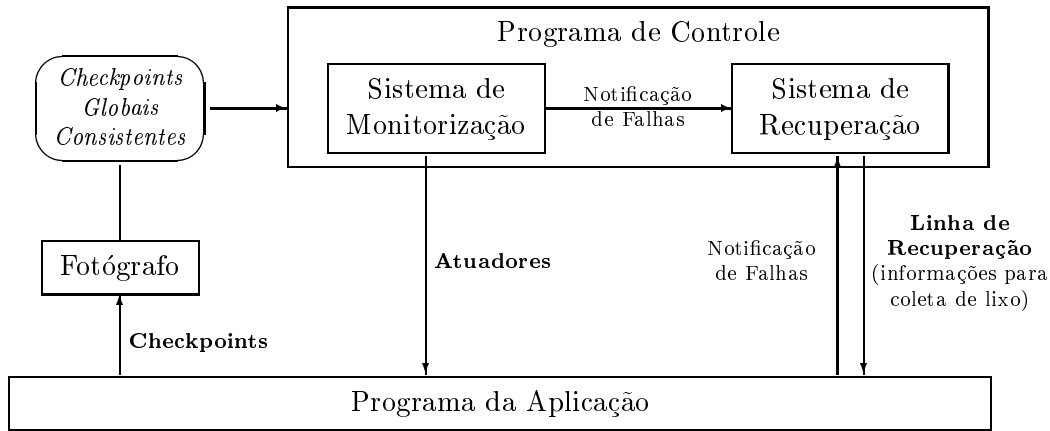 Programa de Controle
Checkpoints
Globais
Consistentes
Sistema de
Monitorização
Notificação
de Falhas
Sistema de
Recuperação
Fotógrafo
Checkpoints
Atuadores
Notificação
de Falhas
Linha de
Recuperação
(informações para
coleta de lixo)
Programa da Aplicação